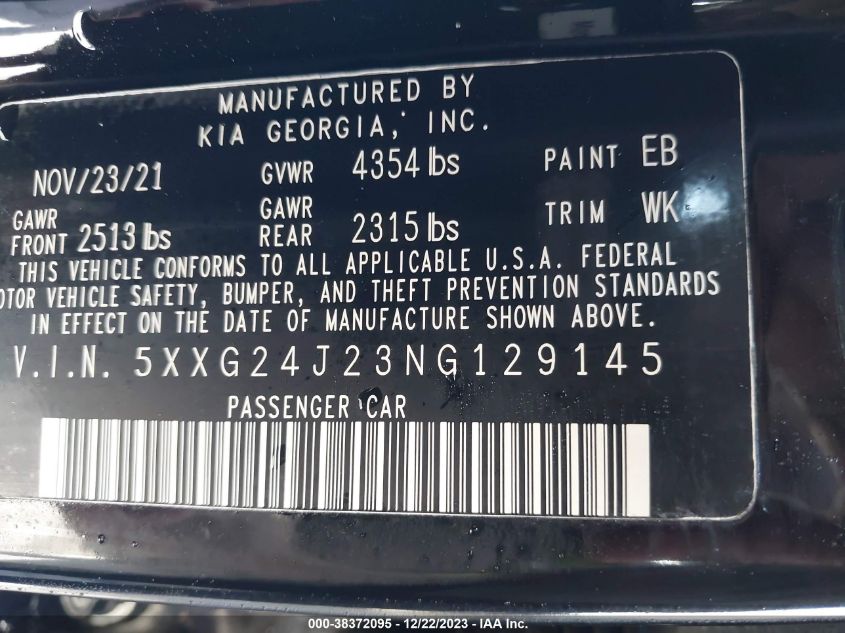 MANUFACTURED BY
KIA GEORGIA, INC.
NOV/23/21 GVWR 4354 lbs PAINT EB
GAWR FRONT 2513 lbs GAWR REAR 2315 lbs TRIM WK
THIS VEHICLE CONFORMS TO ALL APPLICABLE U.S.A. FEDERAL
OTOR VEHICLE SAFETY, BUMPER, AND THEFT PREVENTION STANDARDS
IN EFFECT ON THE DATE OF MANUFACTURE SHOWN ABOVE.
V.I.N. 5XXG24J23NG129145
PASSENGER CAR
000-38372095 - 12/22/2023 - IAA Inc.